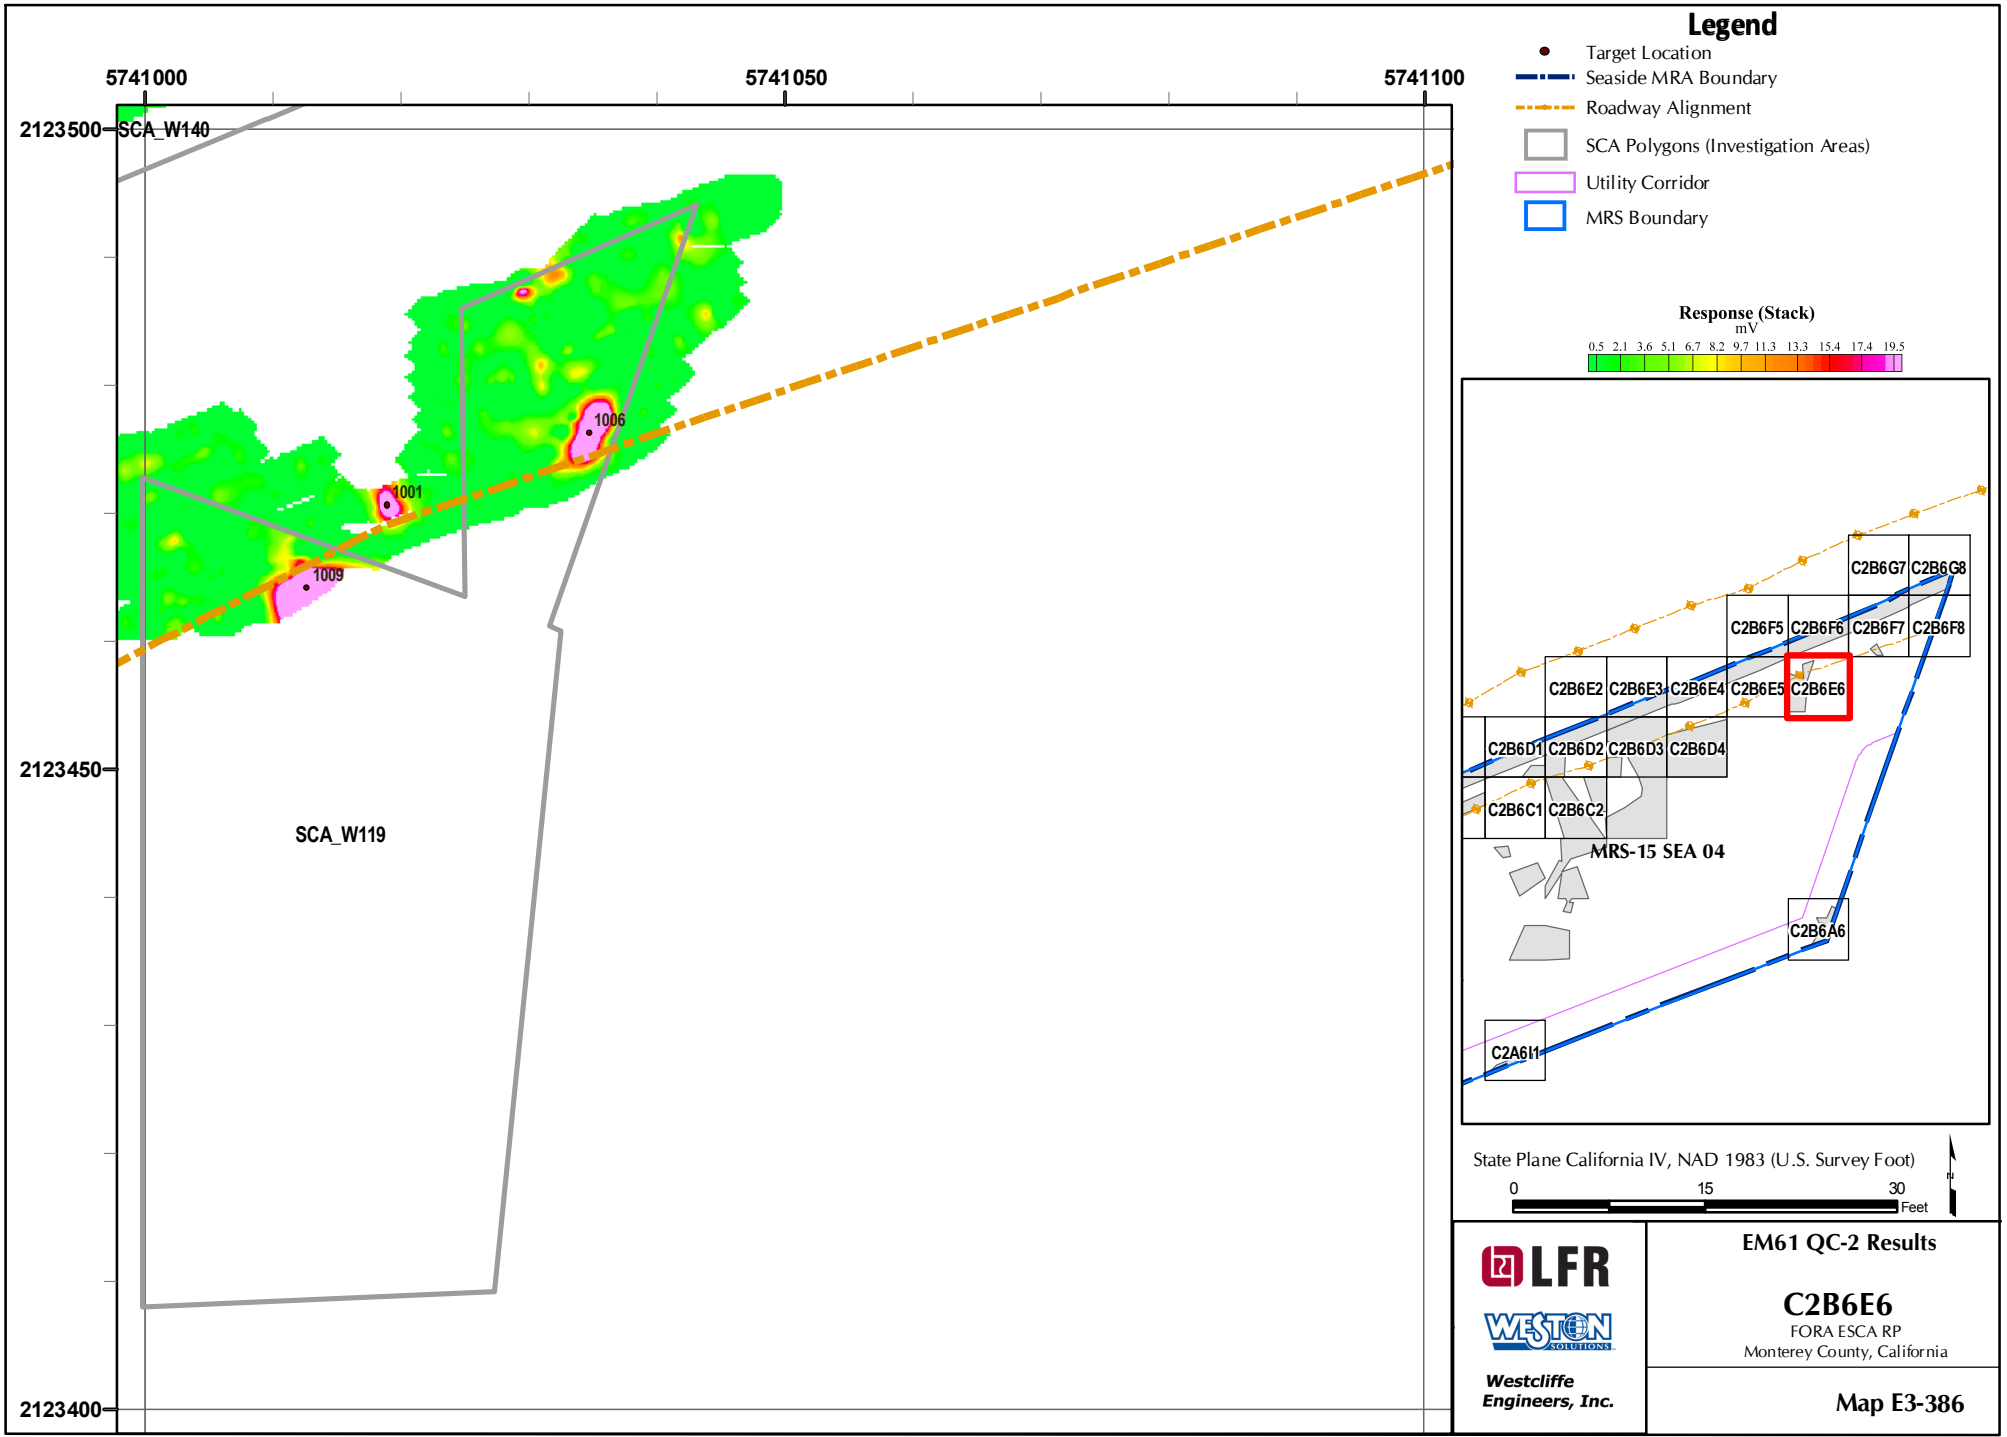 5741000
5741050
5741100
2123500
2123450
2123400
SCA_W140
1006
1001
1009
SCA_W119
Legend
Target Location
Seaside MRA Boundary
Roadway Alignment
SCA Polygons (Investigation Areas)
Utility Corridor
MRS Boundary
Response (Stack)
mV
0.5 2.1 3.6 5.1 6.7 8.2 9.7 11.3 13.3 15.4 17.4 19.5
C2B6G7 C2B6G8
C2B6F5 C2B6F6 C2B6F7 C2B6F8
C2B6E2 C2B6E3 C2B6E4 C2B6E5 C2B6E6
C2B6D1 C2B6D2 C2B6D3 C2B6D4
C2B6C1 C2B6C2
MRS-15 SEA 04
C2B6A6
C2A6I1
State Plane California IV, NAD 1983 (U.S. Survey Foot)
N
0 15 30
Feet
LFR
WESTON
SOLUTIONS
Westcliffe
Engineers, Inc.
EM61 QC-2 Results
C2B6E6
FORA ESCA RP
Monterey County, California
Map E3-386